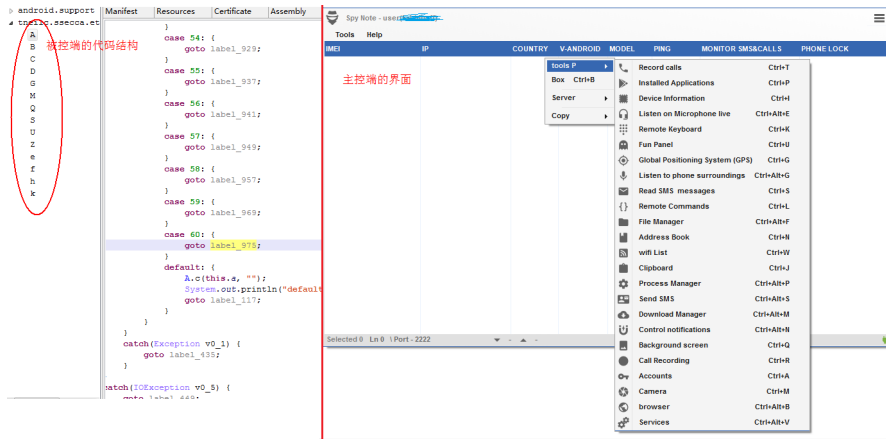 android.support
tneilc.ssecca.et
A
B
C
D
G
M
Q
S
U
Z
e
f
h
k
被控端的代码结构
Manifest Resources Certificate Assembly
}
case 54: {
goto label_929;
}
case 55: {
goto label_937;
}
case 56: {
goto label_941;
}
case 57: {
goto label_949;
}
case 58: {
goto label_957;
}
case 59: {
goto label_969;
}
case 60: {
goto label_975;
}
default: {
A.c(this.a, "");
System.out.println("default
goto label_117;
}
}
}
catch(Exception v0_1) {
goto label_435;
}
catch(IOException v0_5) {
goto label_669;
Spy Note - user
Tools Help
IMEI IP COUNTRY V-ANDROID MODEL PING MONITOR SMS&CALLS PHONE LOCK
主控端的界面
tools P
Box Ctrl+B
Server
Copy
Record calls Ctrl+T
Installed Applications Ctrl+P
Device Information Ctrl+I
Listen on Microphone live Ctrl+Alt+E
Remote Keyboard Ctrl+K
Fun Panel Ctrl+U
Global Positioning System (GPS) Ctrl+G
Listen to phone surroundings Ctrl+Alt+G
Read SMS messages Ctrl+S
Remote Commands Ctrl+L
File Manager Ctrl+Alt+F
Address Book Ctrl+N
wifi List Ctrl+W
Clipboard Ctrl+J
Process Manager Ctrl+Alt+P
Send SMS Ctrl+Alt+S
Download Manager Ctrl+Alt+M
Control notifications Ctrl+Alt+N
Background screen Ctrl+Q
Call Recording Ctrl+R
Accounts Ctrl+A
Camera Ctrl+M
browser Ctrl+Alt+B
Services Ctrl+Alt+V
Selected 0 Ln 0 \ Port - 2222 - -